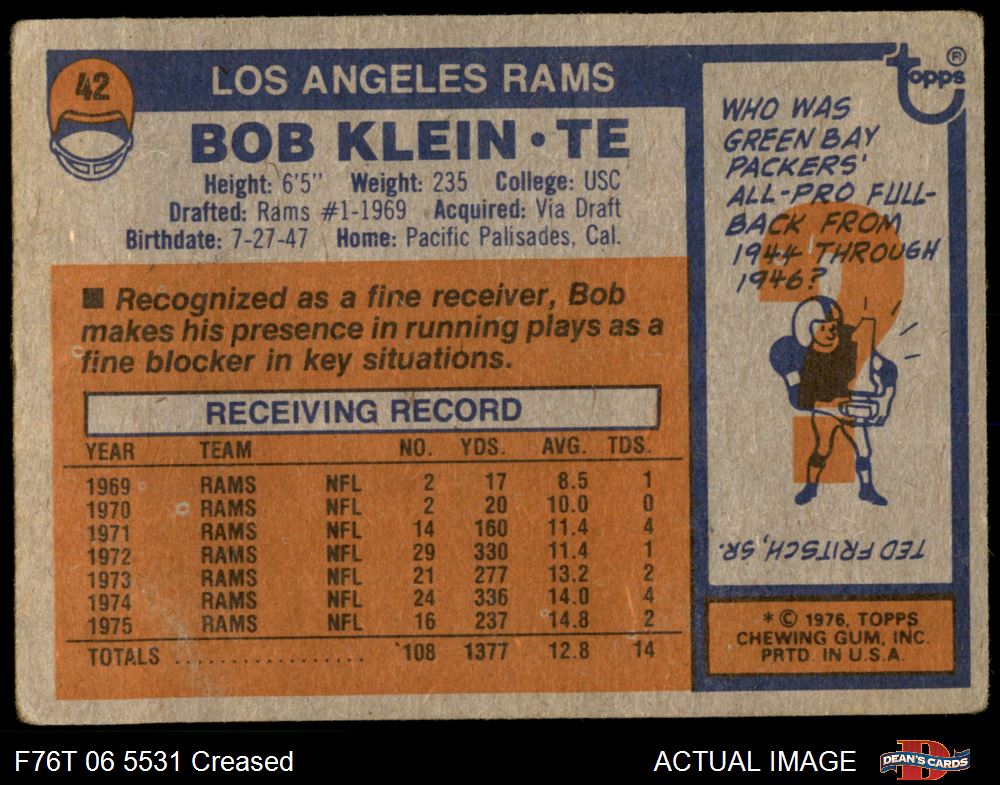 42
LOS ANGELES RAMS
BOB KLEIN • TE
Height: 6'5" Weight: 235 College: USC
Drafted: Rams #1-1969 Acquired: Via Draft
Birthdate: 7-27-47 Home: Pacific Palisades, Cal.
■ Recognized as a fine receiver, Bob
makes his presence in running plays as a
fine blocker in key situations.
RECEIVING RECORD
YEAR TEAM NO. YDS. AVG. TDS.
1969 RAMS NFL 2 17 8.5 1
1970 RAMS NFL 2 20 10.0 0
1971 RAMS NFL 14 160 11.4 4
1972 RAMS NFL 29 330 11.4 1
1973 RAMS NFL 21 277 13.2 2
1974 RAMS NFL 24 336 14.0 4
1975 RAMS NFL 16 237 14.8 2
TOTALS .................. 108 1377 12.8 14
topps ®
WHO WAS
GREEN BAY
PACKERS'
ALL-PRO FULL-
BACK FROM
1944 THROUGH
1946?
?
TED FRITSCH, SR.
* © 1976, TOPPS
CHEWING GUM, INC.
PRTD. IN U.S.A.
F76T 06 5531 Creased
ACTUAL IMAGE
D
DEAN'S CARDS